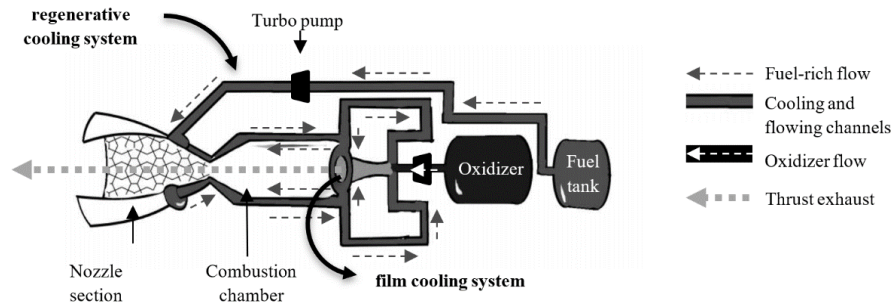 regenerative
cooling system
Turbo pump
Oxidizer
Fuel
tank
Nozzle
section
Combustion
chamber
film cooling system
Fuel-rich flow
Cooling and
flowing channels
Oxidizer flow
Thrust exhaust